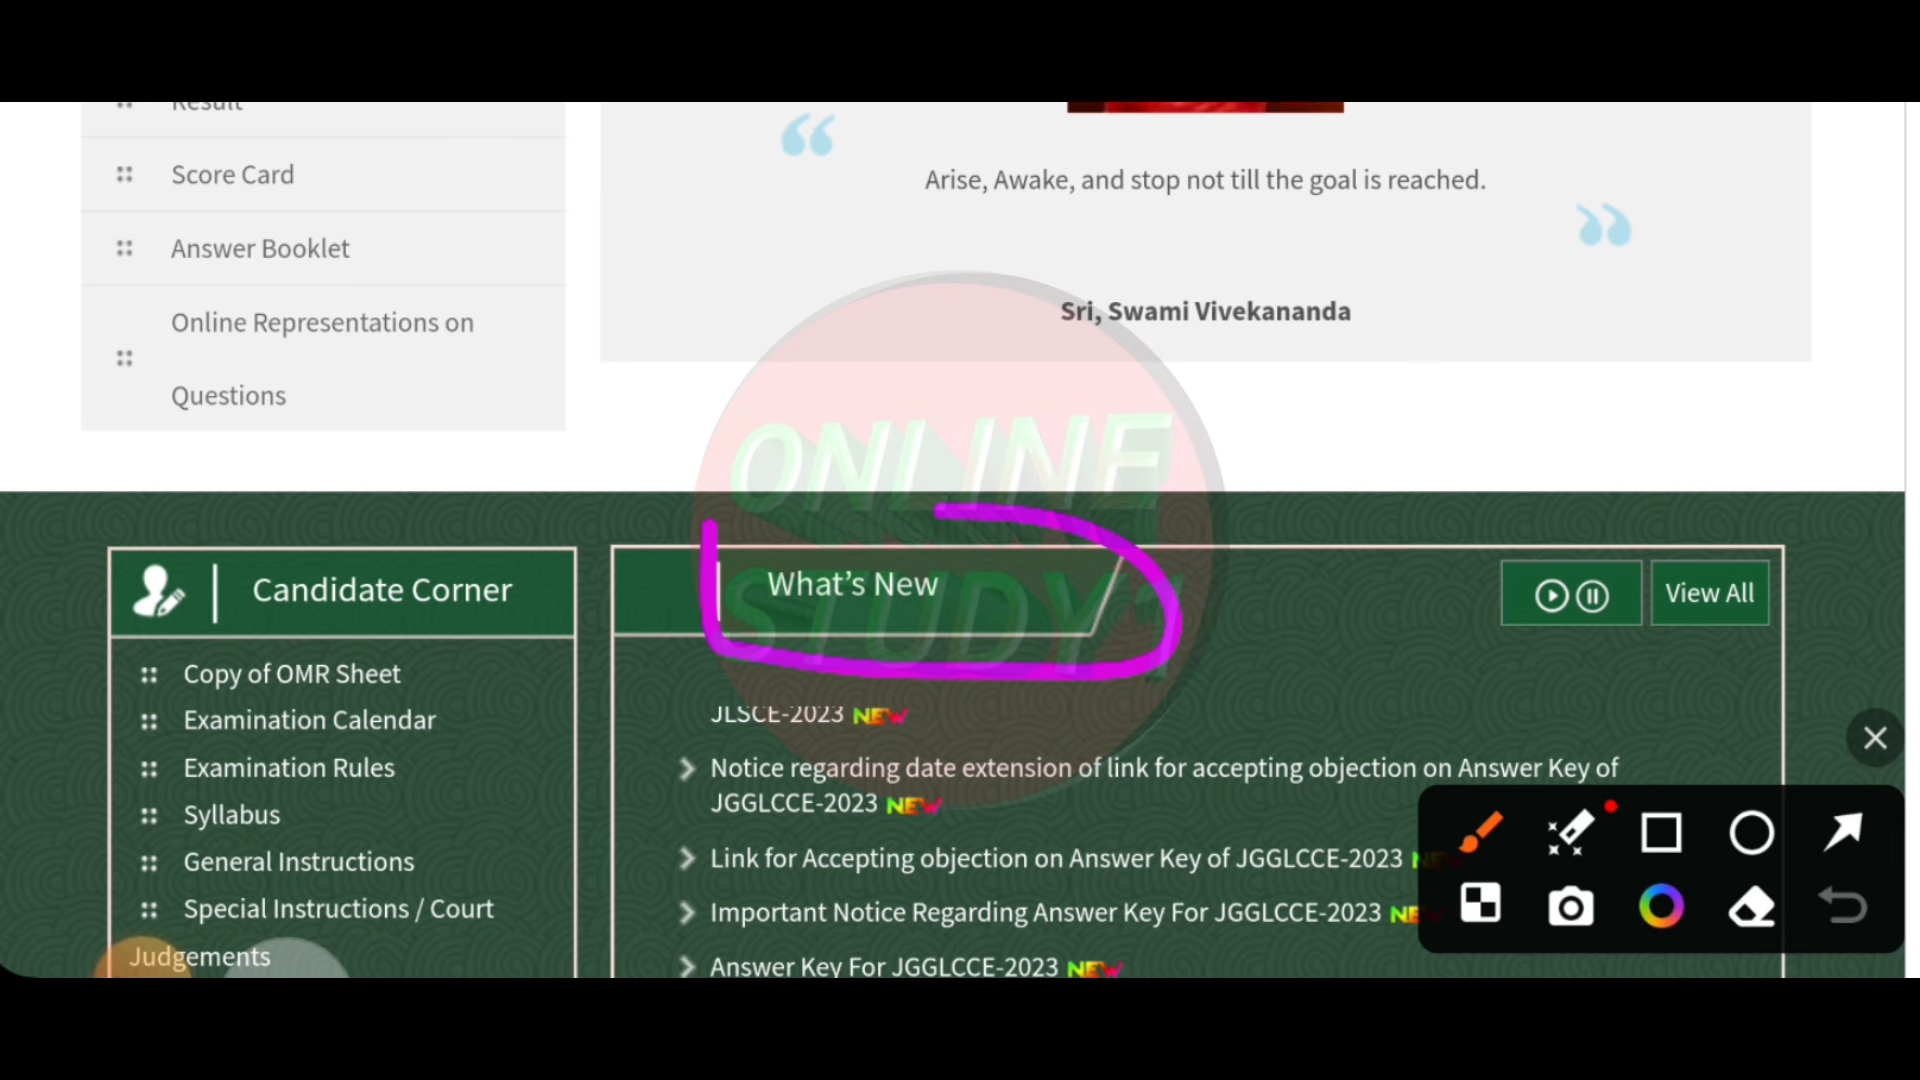 Result
Score Card
Answer Booklet
Online Representations on
Questions
Arise, Awake, and stop not till the goal is reached.
Sri, Swami Vivekananda
ONLINE
STUDY
Candidate Corner
Copy of OMR Sheet
Examination Calendar
Examination Rules
Syllabus
General Instructions
Special Instructions / Court
Judgements
What's New
View All
JLSCE-2023 NEW
Notice regarding date extension of link for accepting objection on Answer Key of
JGGLCCE-2023 NEW
Link for Accepting objection on Answer Key of JGGLCCE-2023
Important Notice Regarding Answer Key For JGGLCCE-2023
Answer Key For JGGLCCE-2023 NEW